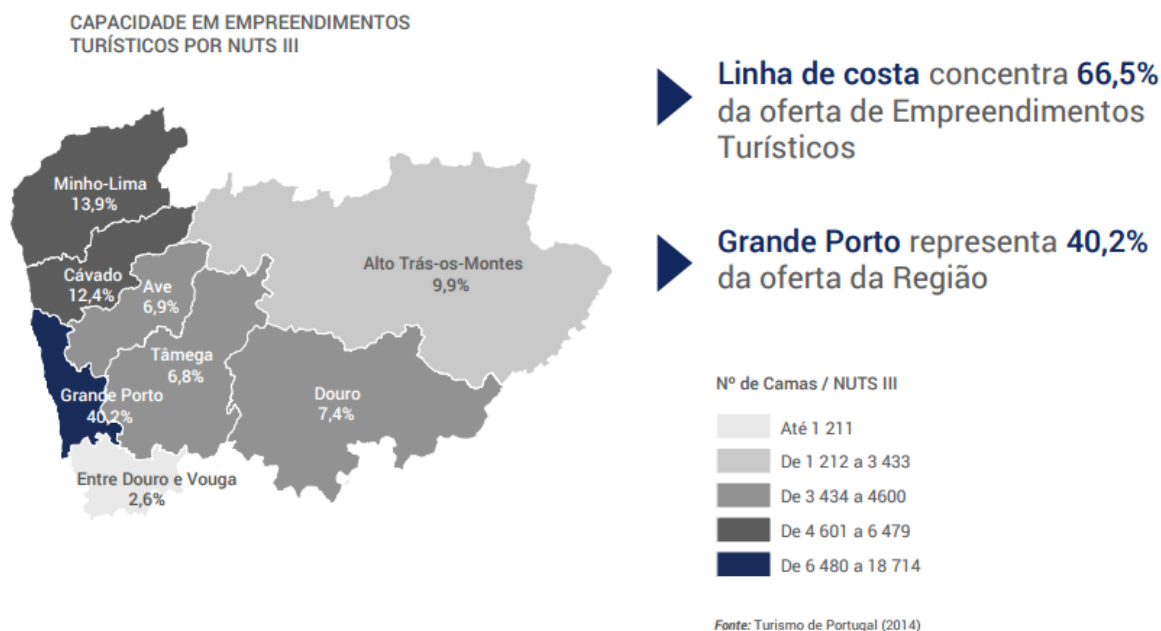 CAPACIDADE EM EMPREENDIMENTOS
TURÍSTICOS POR NUTS III
Minho-Lima
13,9%
Cávado
12,4%
Ave
6,9%
Alto Trás-os-Montes
9,9%
Tâmega
6,8%
Grande Porto
40,2%
Douro
7,4%
Entre Douro e Vouga
2,6%
Linha de costa concentra 66,5%
da oferta de Empreendimentos
Turísticos
Grande Porto representa 40,2%
da oferta da Região
Nº de Camas / NUTS III
Até 1 211
De 1 212 a 3 433
De 3 434 a 4600
De 4 601 a 6 479
De 6 480 a 18 714
Fonte: Turismo de Portugal (2014)